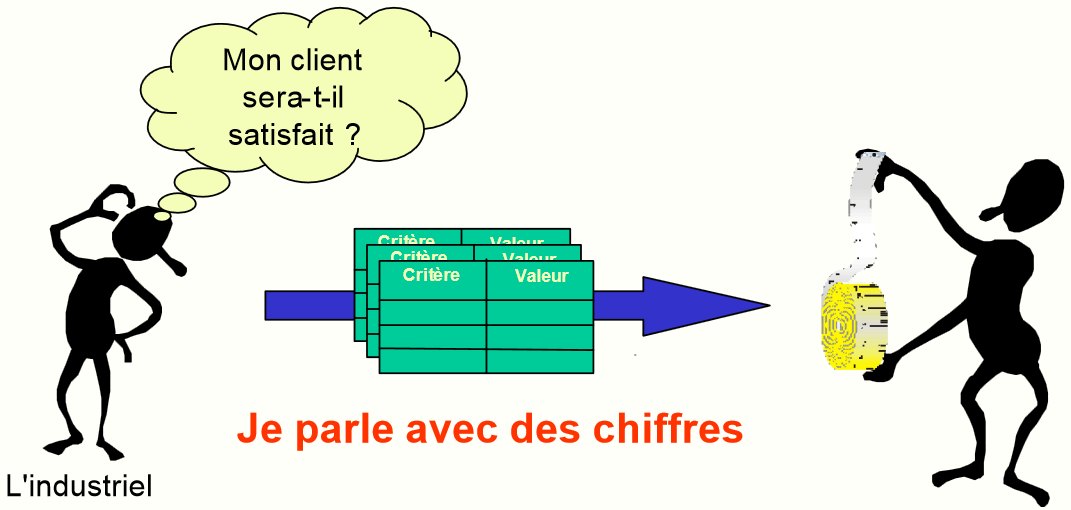 Mon client
sera-t-il
satisfait ?
Critère Valeur
Critère Valeur
Critère Valeur
Je parle avec des chiffres
L'industriel